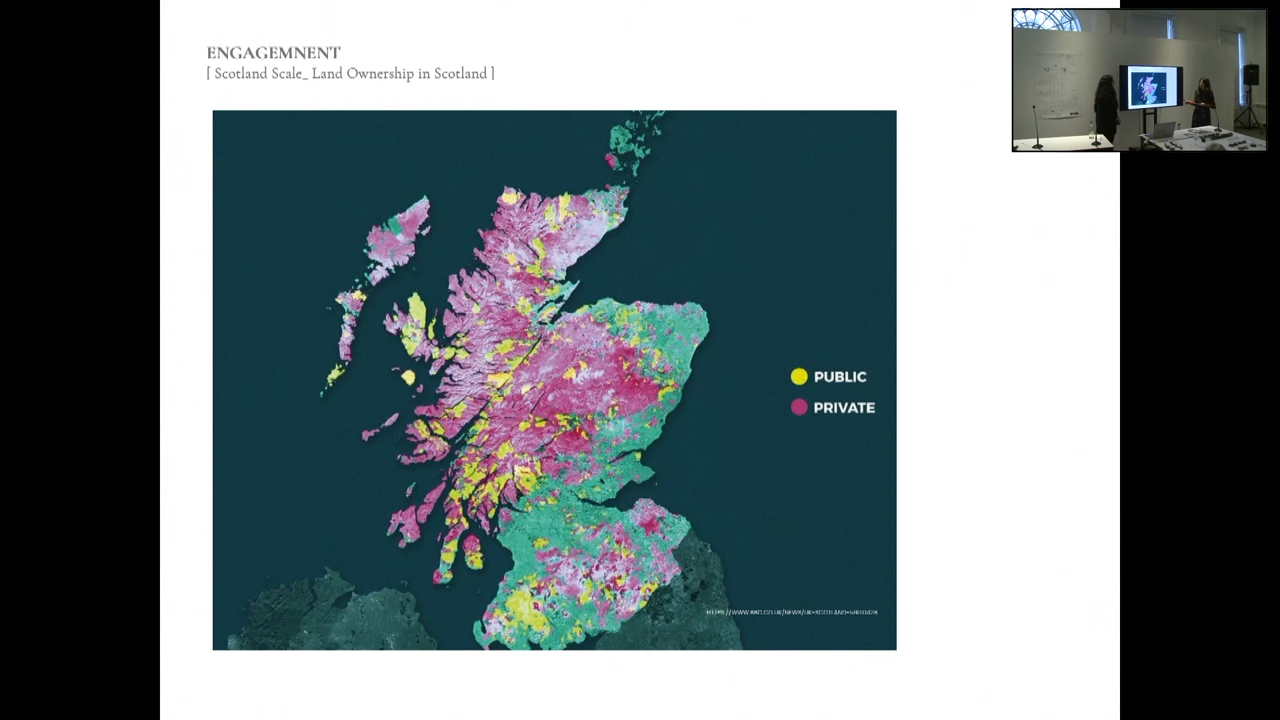 ENGAGEMNENT
[ Scotland Scale_ Land Ownership in Scotland ]
PUBLIC
PRIVATE